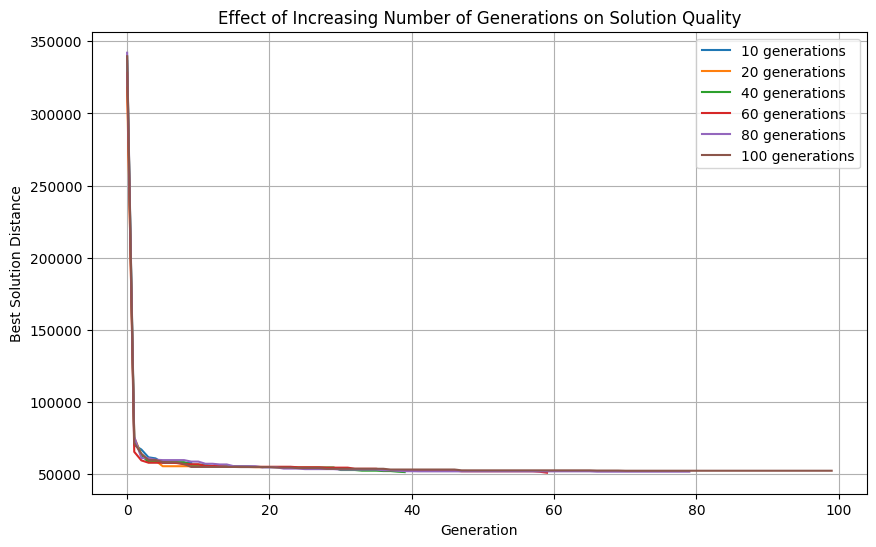 Effect of Increasing Number of Generations on Solution Quality
350000
300000
250000
200000
150000
100000
50000
Best Solution Distance
10 generations
20 generations
40 generations
60 generations
80 generations
100 generations
0 20 40 60 80 100
Generation